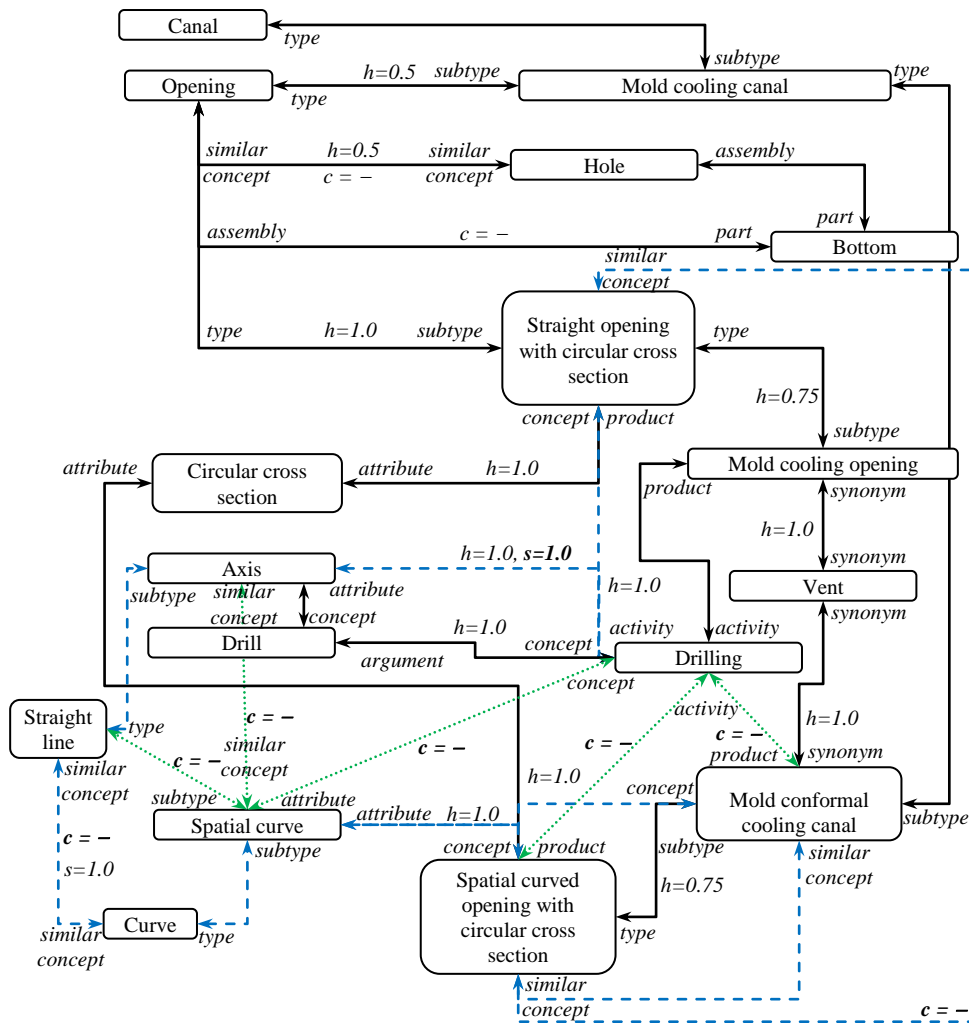 Canal
type
subtype
Opening
h=0.5
subtype
type
type
Mold cooling canal
similar
concept
h=0.5
c = –
similar
concept
Hole
assembly
assembly
c = –
part
part
Bottom
similar
concept
type
h=1.0
subtype
Straight opening
with circular cross
section
type
h=0.75
subtype
concept
product
attribute
Circular cross
section
attribute
h=1.0
Mold cooling opening
product
synonym
h=1.0
synonym
Vent
synonym
Axis
h=1.0, s=1.0
subtype
similar
concept
attribute
concept
h=1.0
Drill
h=1.0
argument
concept
activity
activity
Drilling
concept
activity
Straight
line
type
similar
concept
c = –
c = –
similar
concept
c = –
c = –
c = –
product
h=1.0
synonym
subtype
attribute
Spatial curve
subtype
attribute
h=1.0
h=1.0
concept
Mold conformal
cooling canal
subtype
similar
concept
c = –
s=1.0
concept
product
subtype
h=0.75
Spatial curved
opening with
circular cross
section
type
Curve
similar
concept
type
similar
concept
c = –